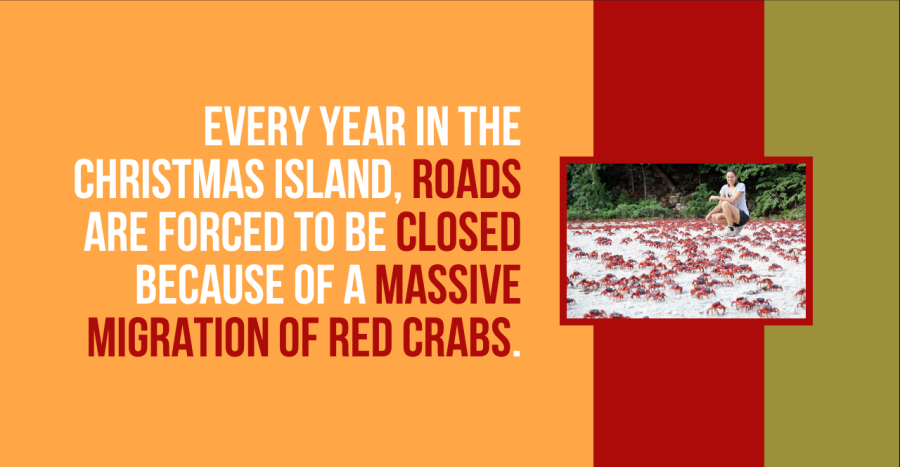 EVERY YEAR IN THE
CHRISTMAS ISLAND, ROADS
ARE FORCED TO BE CLOSED
BECAUSE OF A MASSIVE
MIGRATION OF RED CRABS.